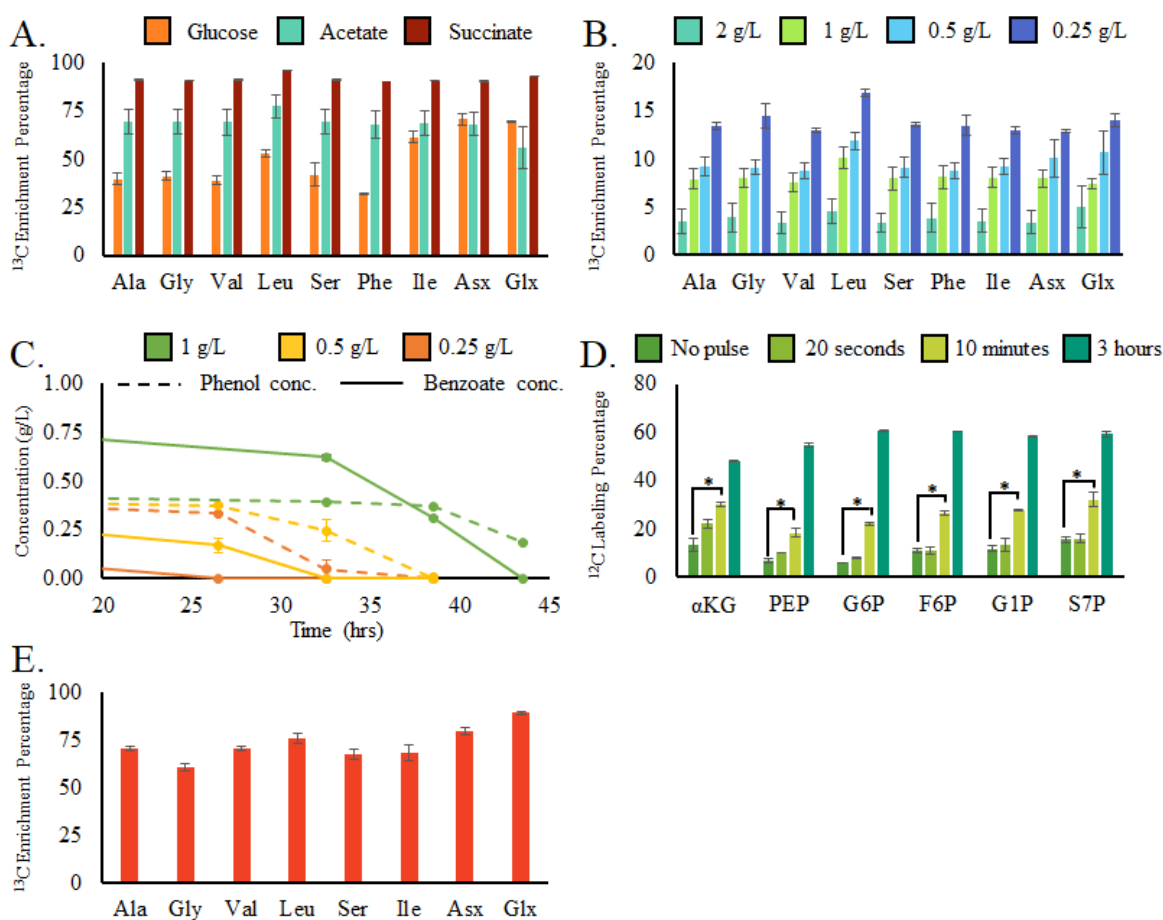 A.
Glucose Acetate Succinate
13C Enrichment Percentage
100
75
50
25
0
Ala Gly Val Leu Ser Phe Ile Asx Glx
B.
2 g/L 1 g/L 0.5 g/L 0.25 g/L
13C Enrichment Percentage
20
15
10
5
0
Ala Gly Val Leu Ser Phe Ile Asx Glx
C.
1 g/L 0.5 g/L 0.25 g/L
Phenol conc. Benzoate conc.
Concentration (g/L)
1.00
0.75
0.50
0.25
0.00
20 25 30 35 40 45
Time (hrs)
D.
No pulse 20 seconds 10 minutes 3 hours
12C Labeling Percentage
80
60
40
20
0
* * * * * *
αKG PEP G6P F6P G1P S7P
E.
13C Enrichment Percentage
100
75
50
25
0
Ala Gly Val Leu Ser Ile Asx Glx